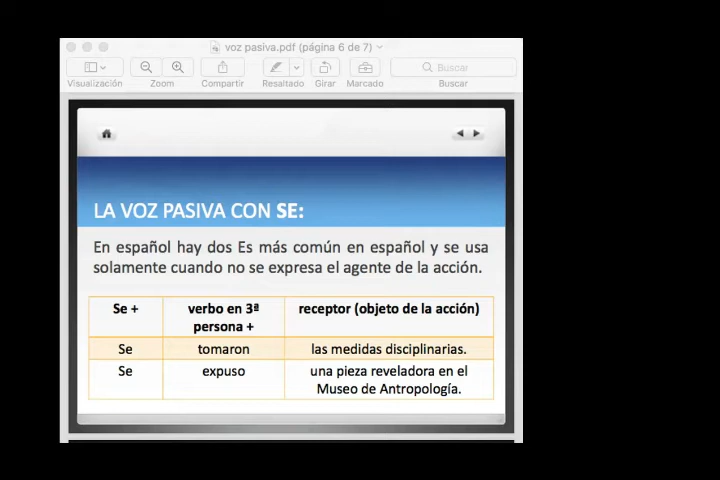 voz pasiva.pdf (página 6 de 7)
Visualización Zoom Compartir Resaltado Girar Marcado Buscar
Buscar
LA VOZ PASIVA CON SE:
En español hay dos Es más común en español y se usa
solamente cuando no se expresa el agente de la acción.
Se + verbo en 3ª receptor (objeto de la acción)
persona +
Se tomaron las medidas disciplinarias.
Se expuso una pieza reveladora en el
Museo de Antropología.